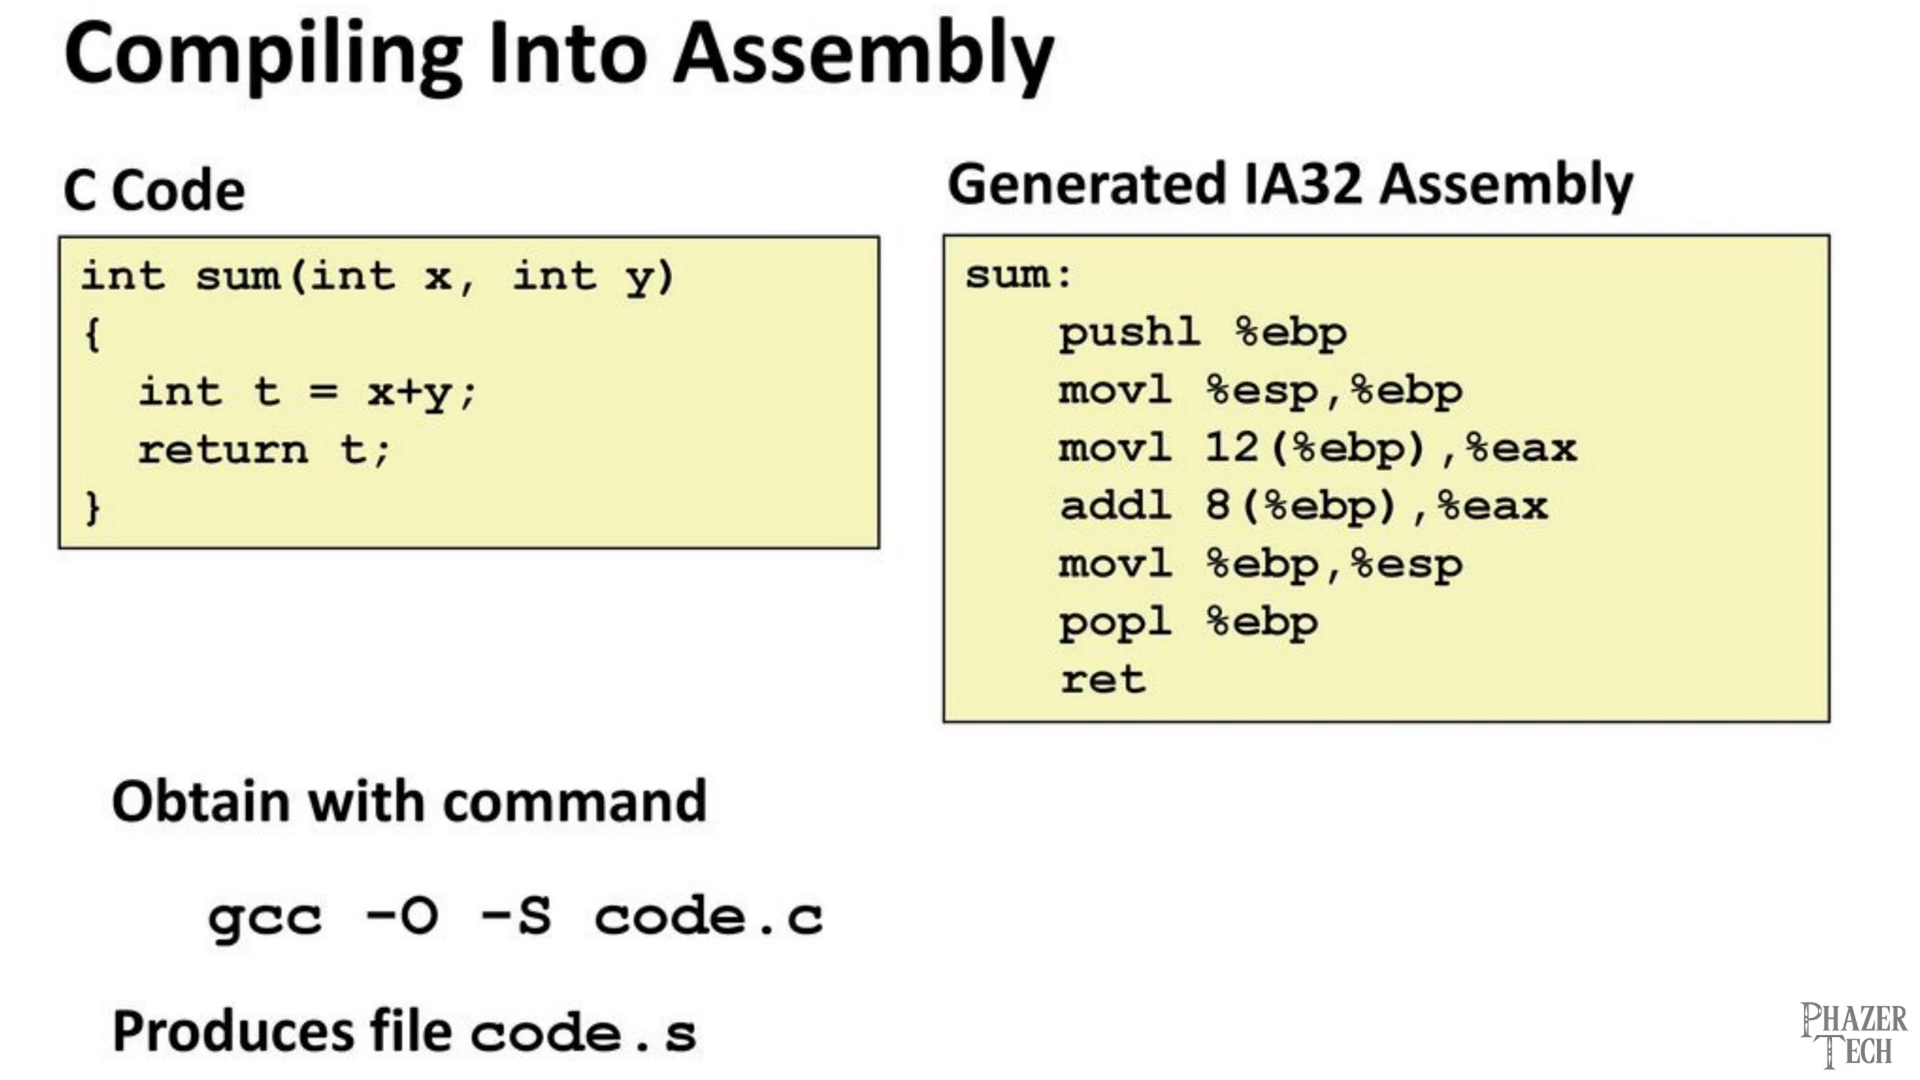 Compiling Into Assembly
C Code
int sum(int x, int y)
{
  int t = x+y;
  return t;
}
Generated IA32 Assembly
sum:
    pushl %ebp
    movl %esp,%ebp
    movl 12(%ebp),%eax
    addl 8(%ebp),%eax
    movl %ebp,%esp
    popl %ebp
    ret
Obtain with command
gcc -O -S code.c
Produces file code.s
PHAZER
TECH